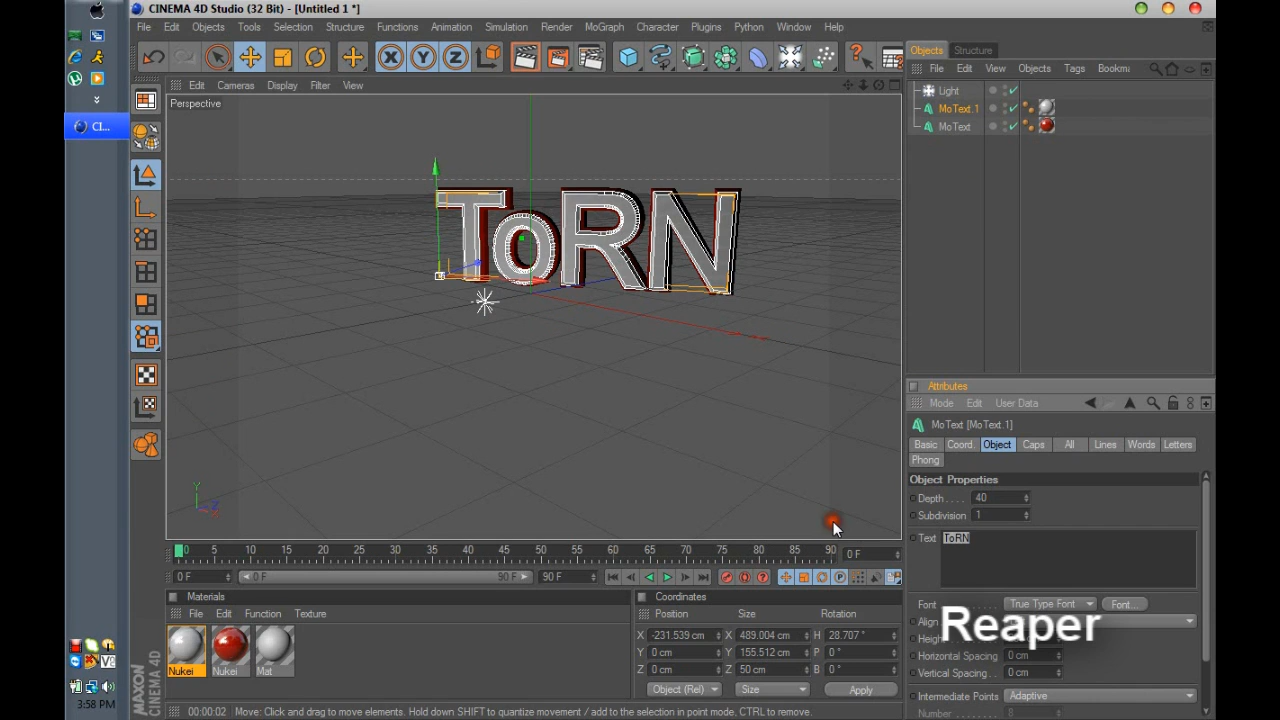 CINEMA 4D Studio (32 Bit) - [Untitled 1 *]
File Edit Objects Tools Selection Structure Functions Animation Simulation Render MoGraph Character Plugins Python Window Help
X Y Z
Objects Structure
File Edit View Objects Tags Bookma
Edit Cameras Display Filter View
Perspective
Light
MoText.1
MoText
CI...
ToRN
Y
Z
X
Attributes
Mode Edit User Data
MoText [MoText.1]
Basic Coord. Object Caps All Lines Words Letters
Phong
Object Properties
Depth . . . . 40
Subdivision 1
Text ToRN
0 5 10 15 20 25 30 35 40 45 50 55 60 65 70 75 80 85 90
0 F
0 F 0 F 90 F 90 F
P
Materials
File Edit Function Texture
Nukei Nukei Mat
Coordinates
Position Size Rotation
X -231.539 cm X 489.004 cm H 28.707 °
Y 0 cm Y 155.512 cm P 0 °
Z 0 cm Z 50 cm B 0 °
Object (Rel) Size Apply
Font True Type Font Font...
Reaper
Horizontal Spacing 0 cm
Vertical Spacing . . 0 cm
Intermediate Points Adaptive
Number 8
MAXON CINEMA 4D
3:58 PM
00:00:02 Move: Click and drag to move elements. Hold down SHIFT to quantize movement / add to the selection in point mode, CTRL to remove.